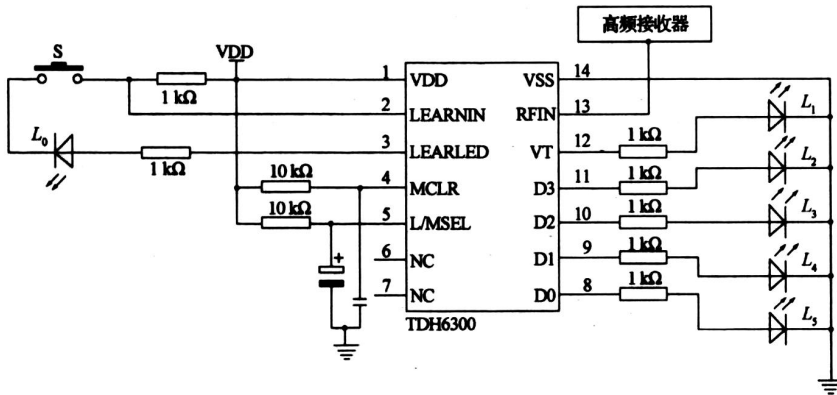 高频接收器
S
VDD
1 kΩ
1 VDD
2 LEARNIN
3 LEARLED
4 MCLR
5 L/MSEL
6 NC
7 NC
VSS 14
RFIN 13
VT 12
D3 11
D2 10
D1 9
D0 8
L₀
1 kΩ
10 kΩ
10 kΩ
+
1 kΩ
1 kΩ
1 kΩ
1 kΩ
1 kΩ
L₁
L₂
L₃
L₄
L₅
TDH6300